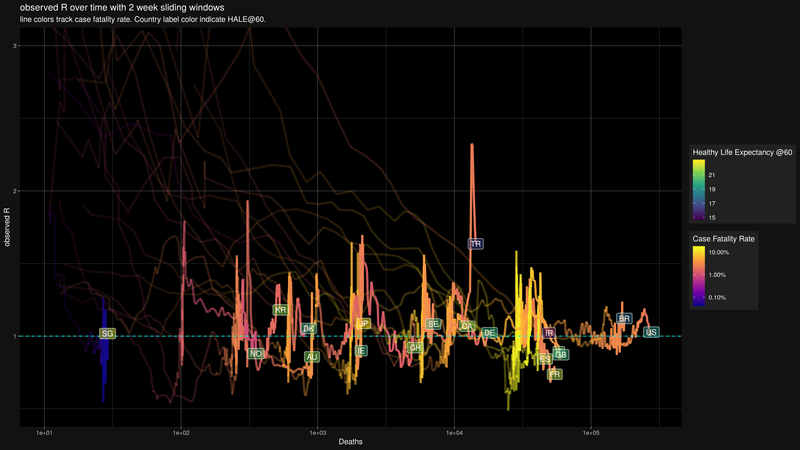 observed R over time with 2 week sliding windows
line colors track case fatality rate. Country label color indicate HALE@60.
3
2
1
observed R
TR
KR
BR
SG
DK
JP
SE
CA
DE
IR
US
NO
AU
IE
CH
ES
GB
FR
1e+01
1e+02
1e+03
1e+04
1e+05
Deaths
Healthy Life Expectancy @60
21
19
17
15
Case Fatality Rate
10.00%
1.00%
0.10%